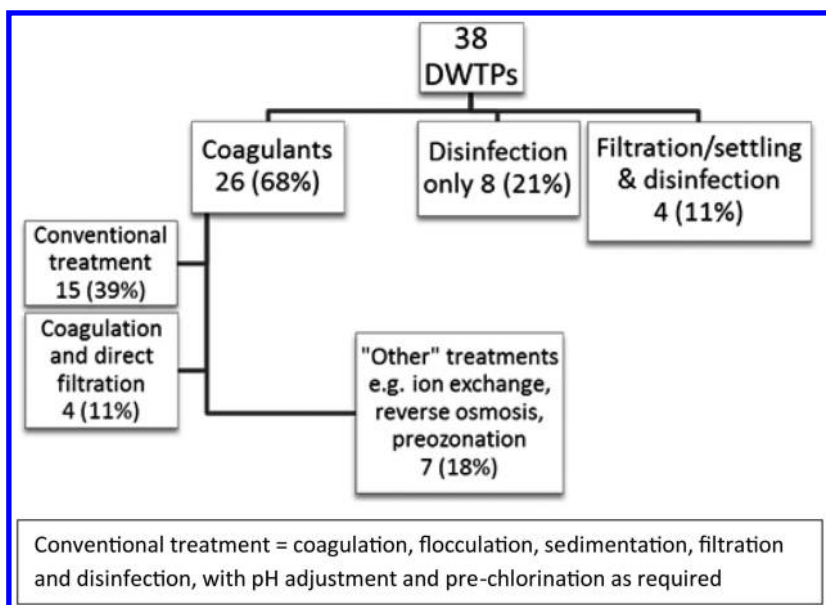 38
DWTPs
Coagulants
26 (68%)
Disinfection
only 8 (21%)
Filtration/settling
& disinfection
4 (11%)
Conventional
treatment
15 (39%)
Coagulation
and direct
filtration
4 (11%)
"Other" treatments
e.g. ion exchange,
reverse osmosis,
preozonation
7 (18%)
Conventional treatment = coagulation, flocculation, sedimentation, filtration
and disinfection, with pH adjustment and pre-chlorination as required